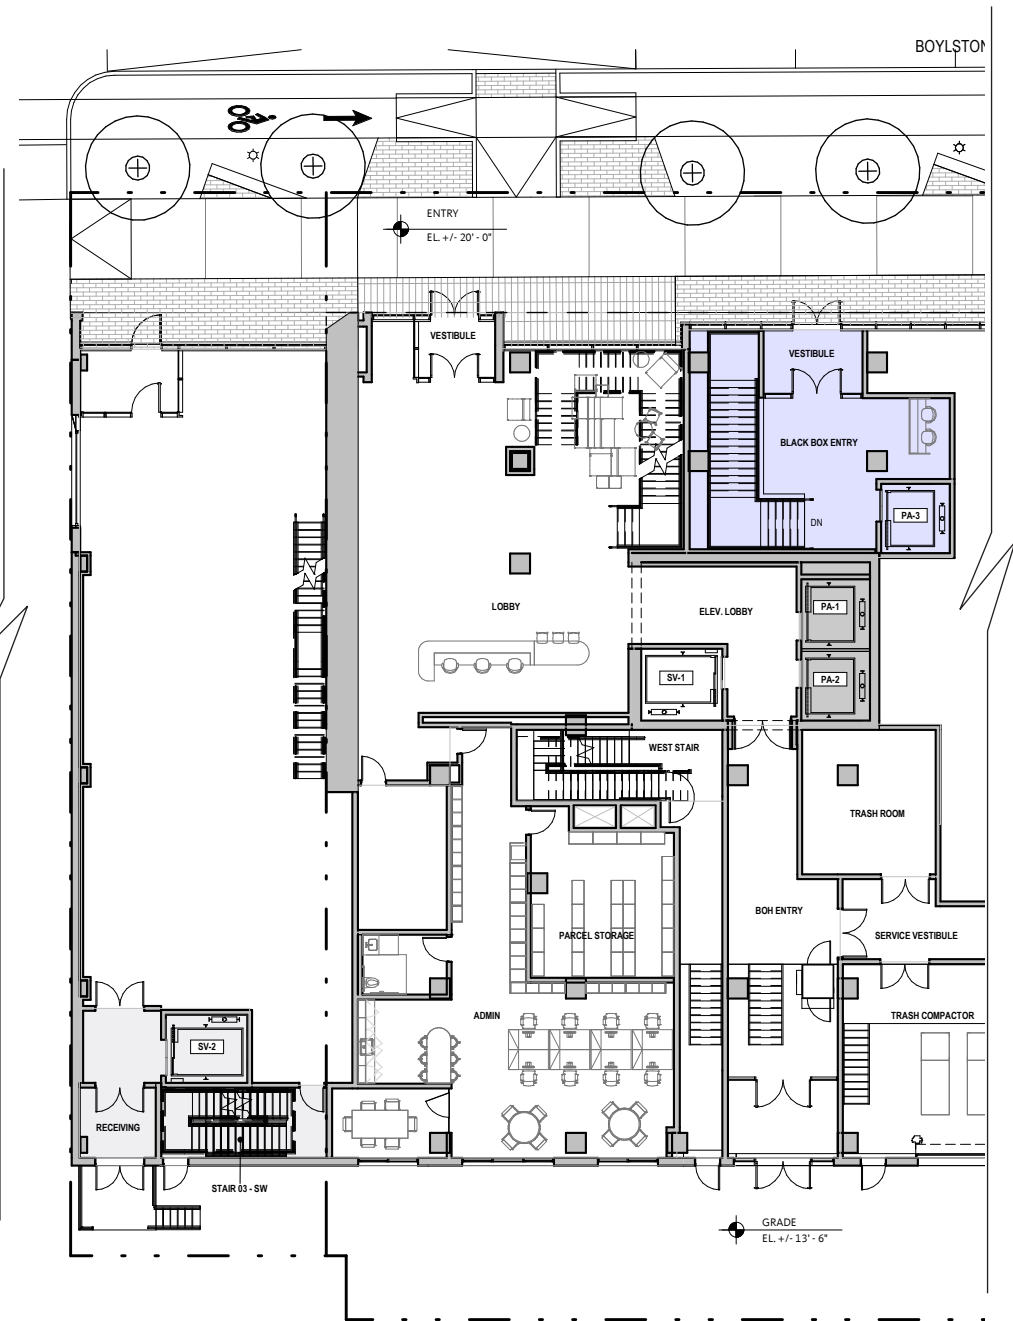 BOYLSTON
ENTRY
EL. +/- 20' - 0"
VESTIBULE
VESTIBULE
BLACK BOX ENTRY
PA-3
DN
PA-1
LOBBY
ELEV. LOBBY
SV-1
PA-2
WEST STAIR
TRASH ROOM
BOH ENTRY
PARCEL STORAGE
SERVICE VESTIBULE
ADMIN
TRASH COMPACTOR
SV-2
RECEIVING
STAIR 03 - SW
GRADE
EL. +/- 13' - 6"